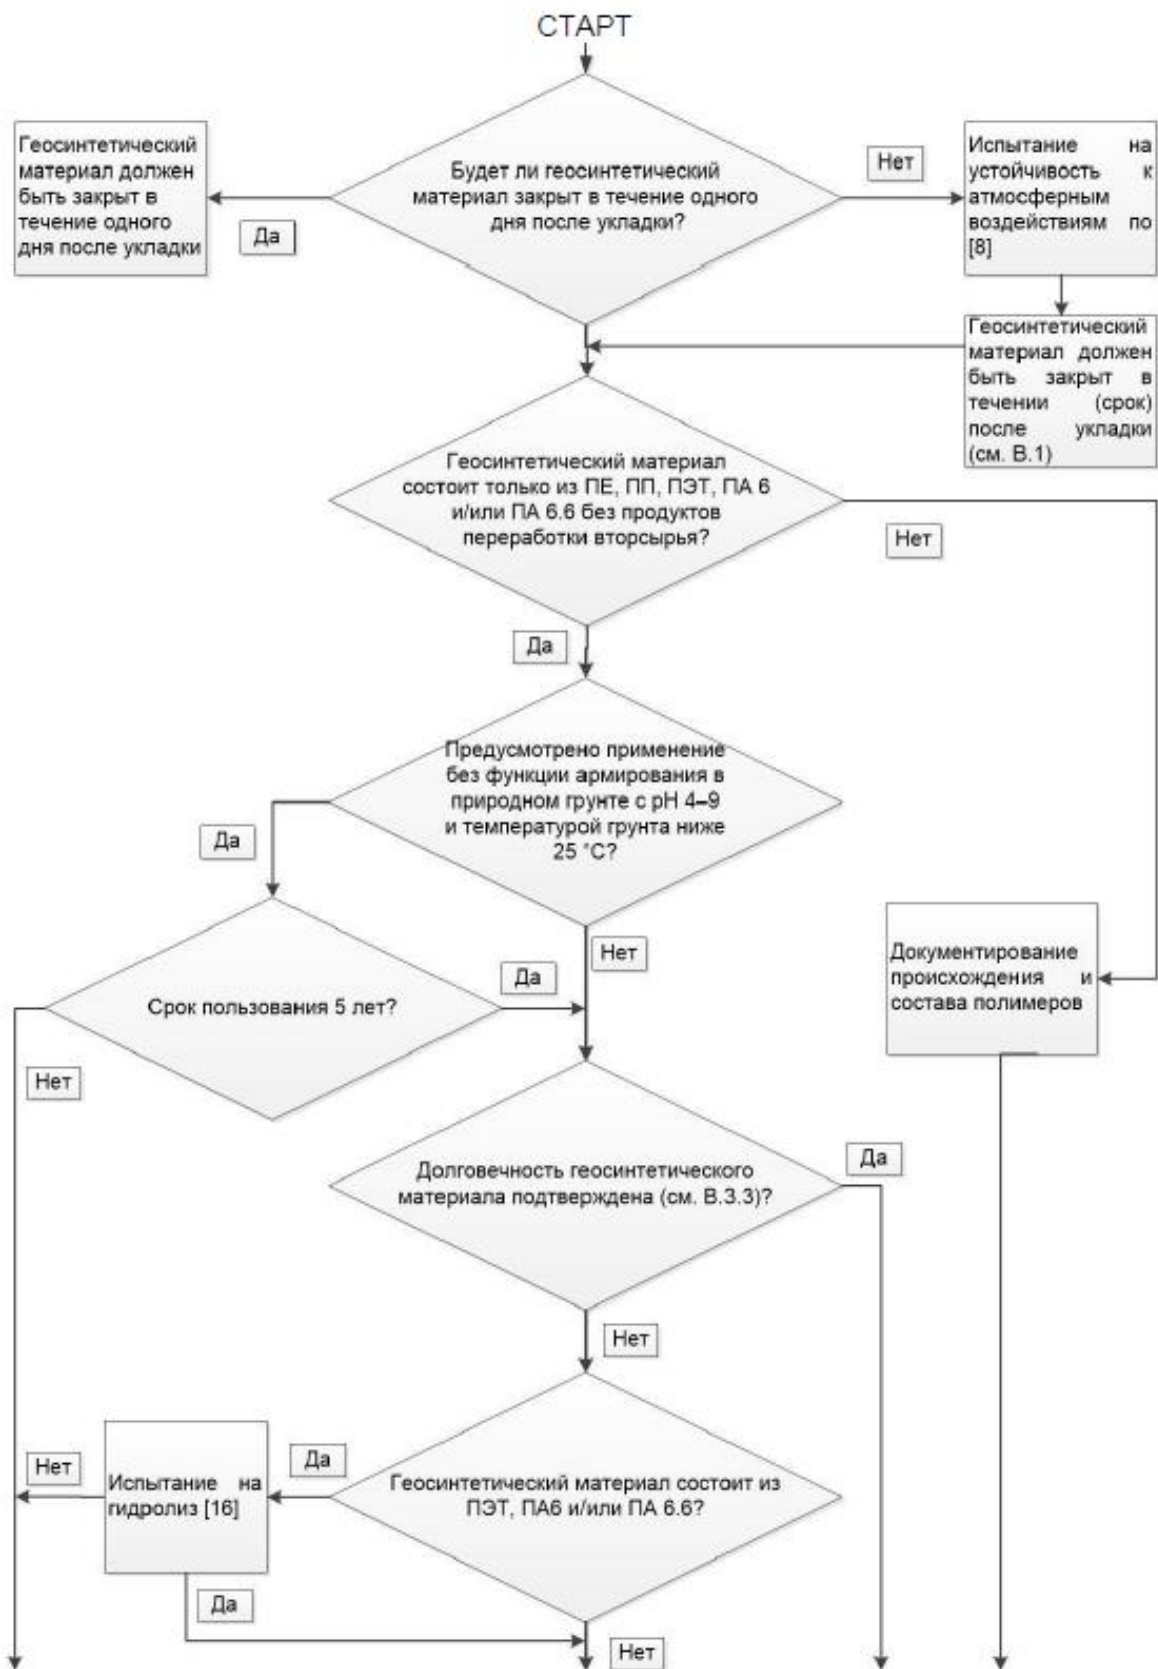 СТАРТ
Геосинтетический
материал должен
быть закрыт в
течение одного
дня после укладки
Да
Будет ли геосинтетический
материал закрыт в течение одного
дня после укладки?
Нет
Испытание на
устойчивость к
атмосферным
воздействиям по
[8]
Геосинтетический
материал должен
быть закрыт в
течении (срок)
после укладки
(см. В.1)
Геосинтетический материал
состоит только из ПЕ, ПП, ПЭТ, ПА 6
и/или ПА 6.6 без продуктов
переработки вторсырья?
Нет
Да
Предусмотрено применение
без функции армирования в
природном грунте с pH 4–9
и температурой грунта ниже
25 °С?
Да
Нет
Документирование
происхождения и
состава полимеров
Срок пользования 5 лет?
Да
Нет
Долговечность геосинтетического
материала подтверждена (см. В.3.3)?
Да
Нет
Геосинтетический материал состоит из
ПЭТ, ПА6 и/или ПА 6.6?
Да
Испытание на
гидролиз [16]
Нет
Да
Нет